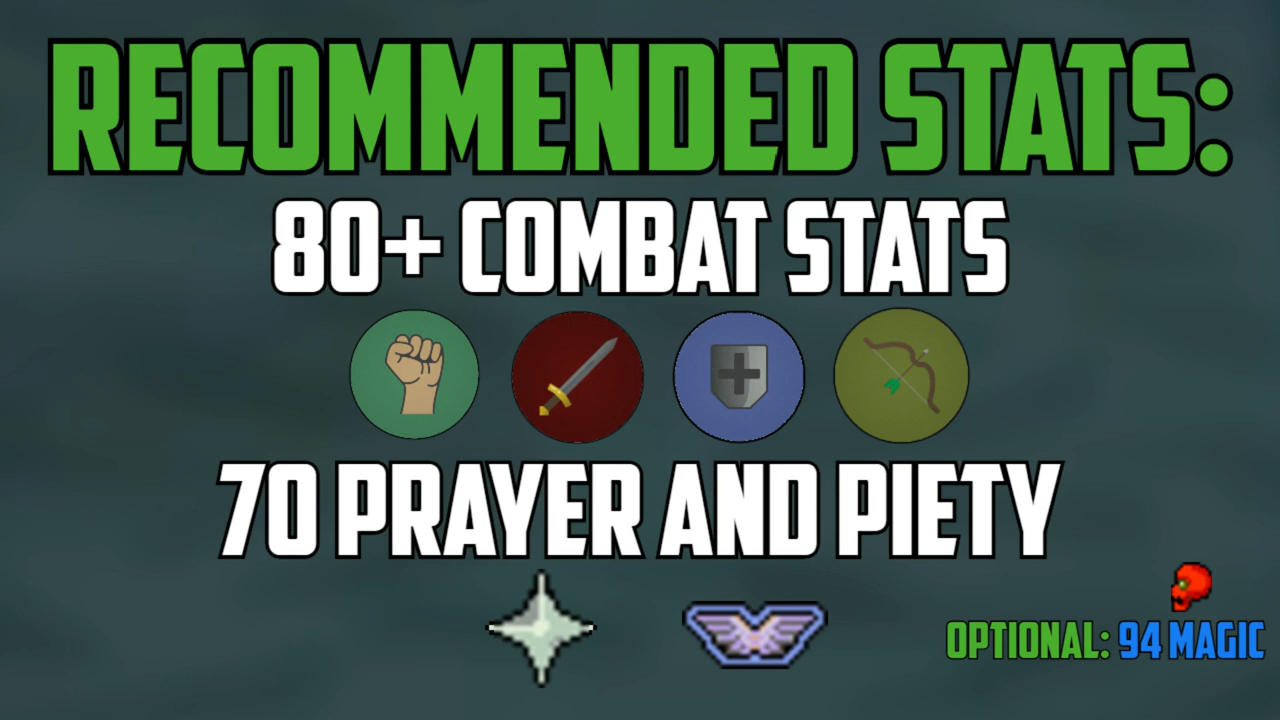 RECOMMENDED STATS:
80+ COMBAT STATS
70 PRAYER AND PIETY
OPTIONAL: 94 MAGIC